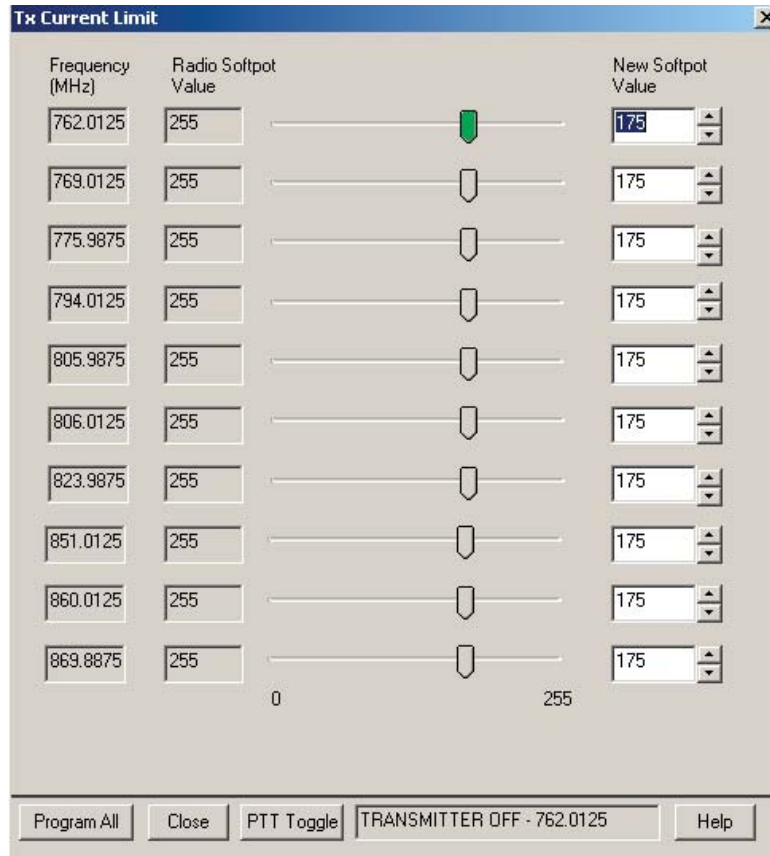 Tx Current Limit
Frequency (MHz) Radio Softpot Value New Softpot Value
762.0125 255 175
769.0125 255 175
775.9875 255 175
794.0125 255 175
805.9875 255 175
806.0125 255 175
823.9875 255 175
851.0125 255 175
860.0125 255 175
869.8875 255 175
0 255
Program All Close PTT Toggle TRANSMITTER OFF - 762.0125 Help